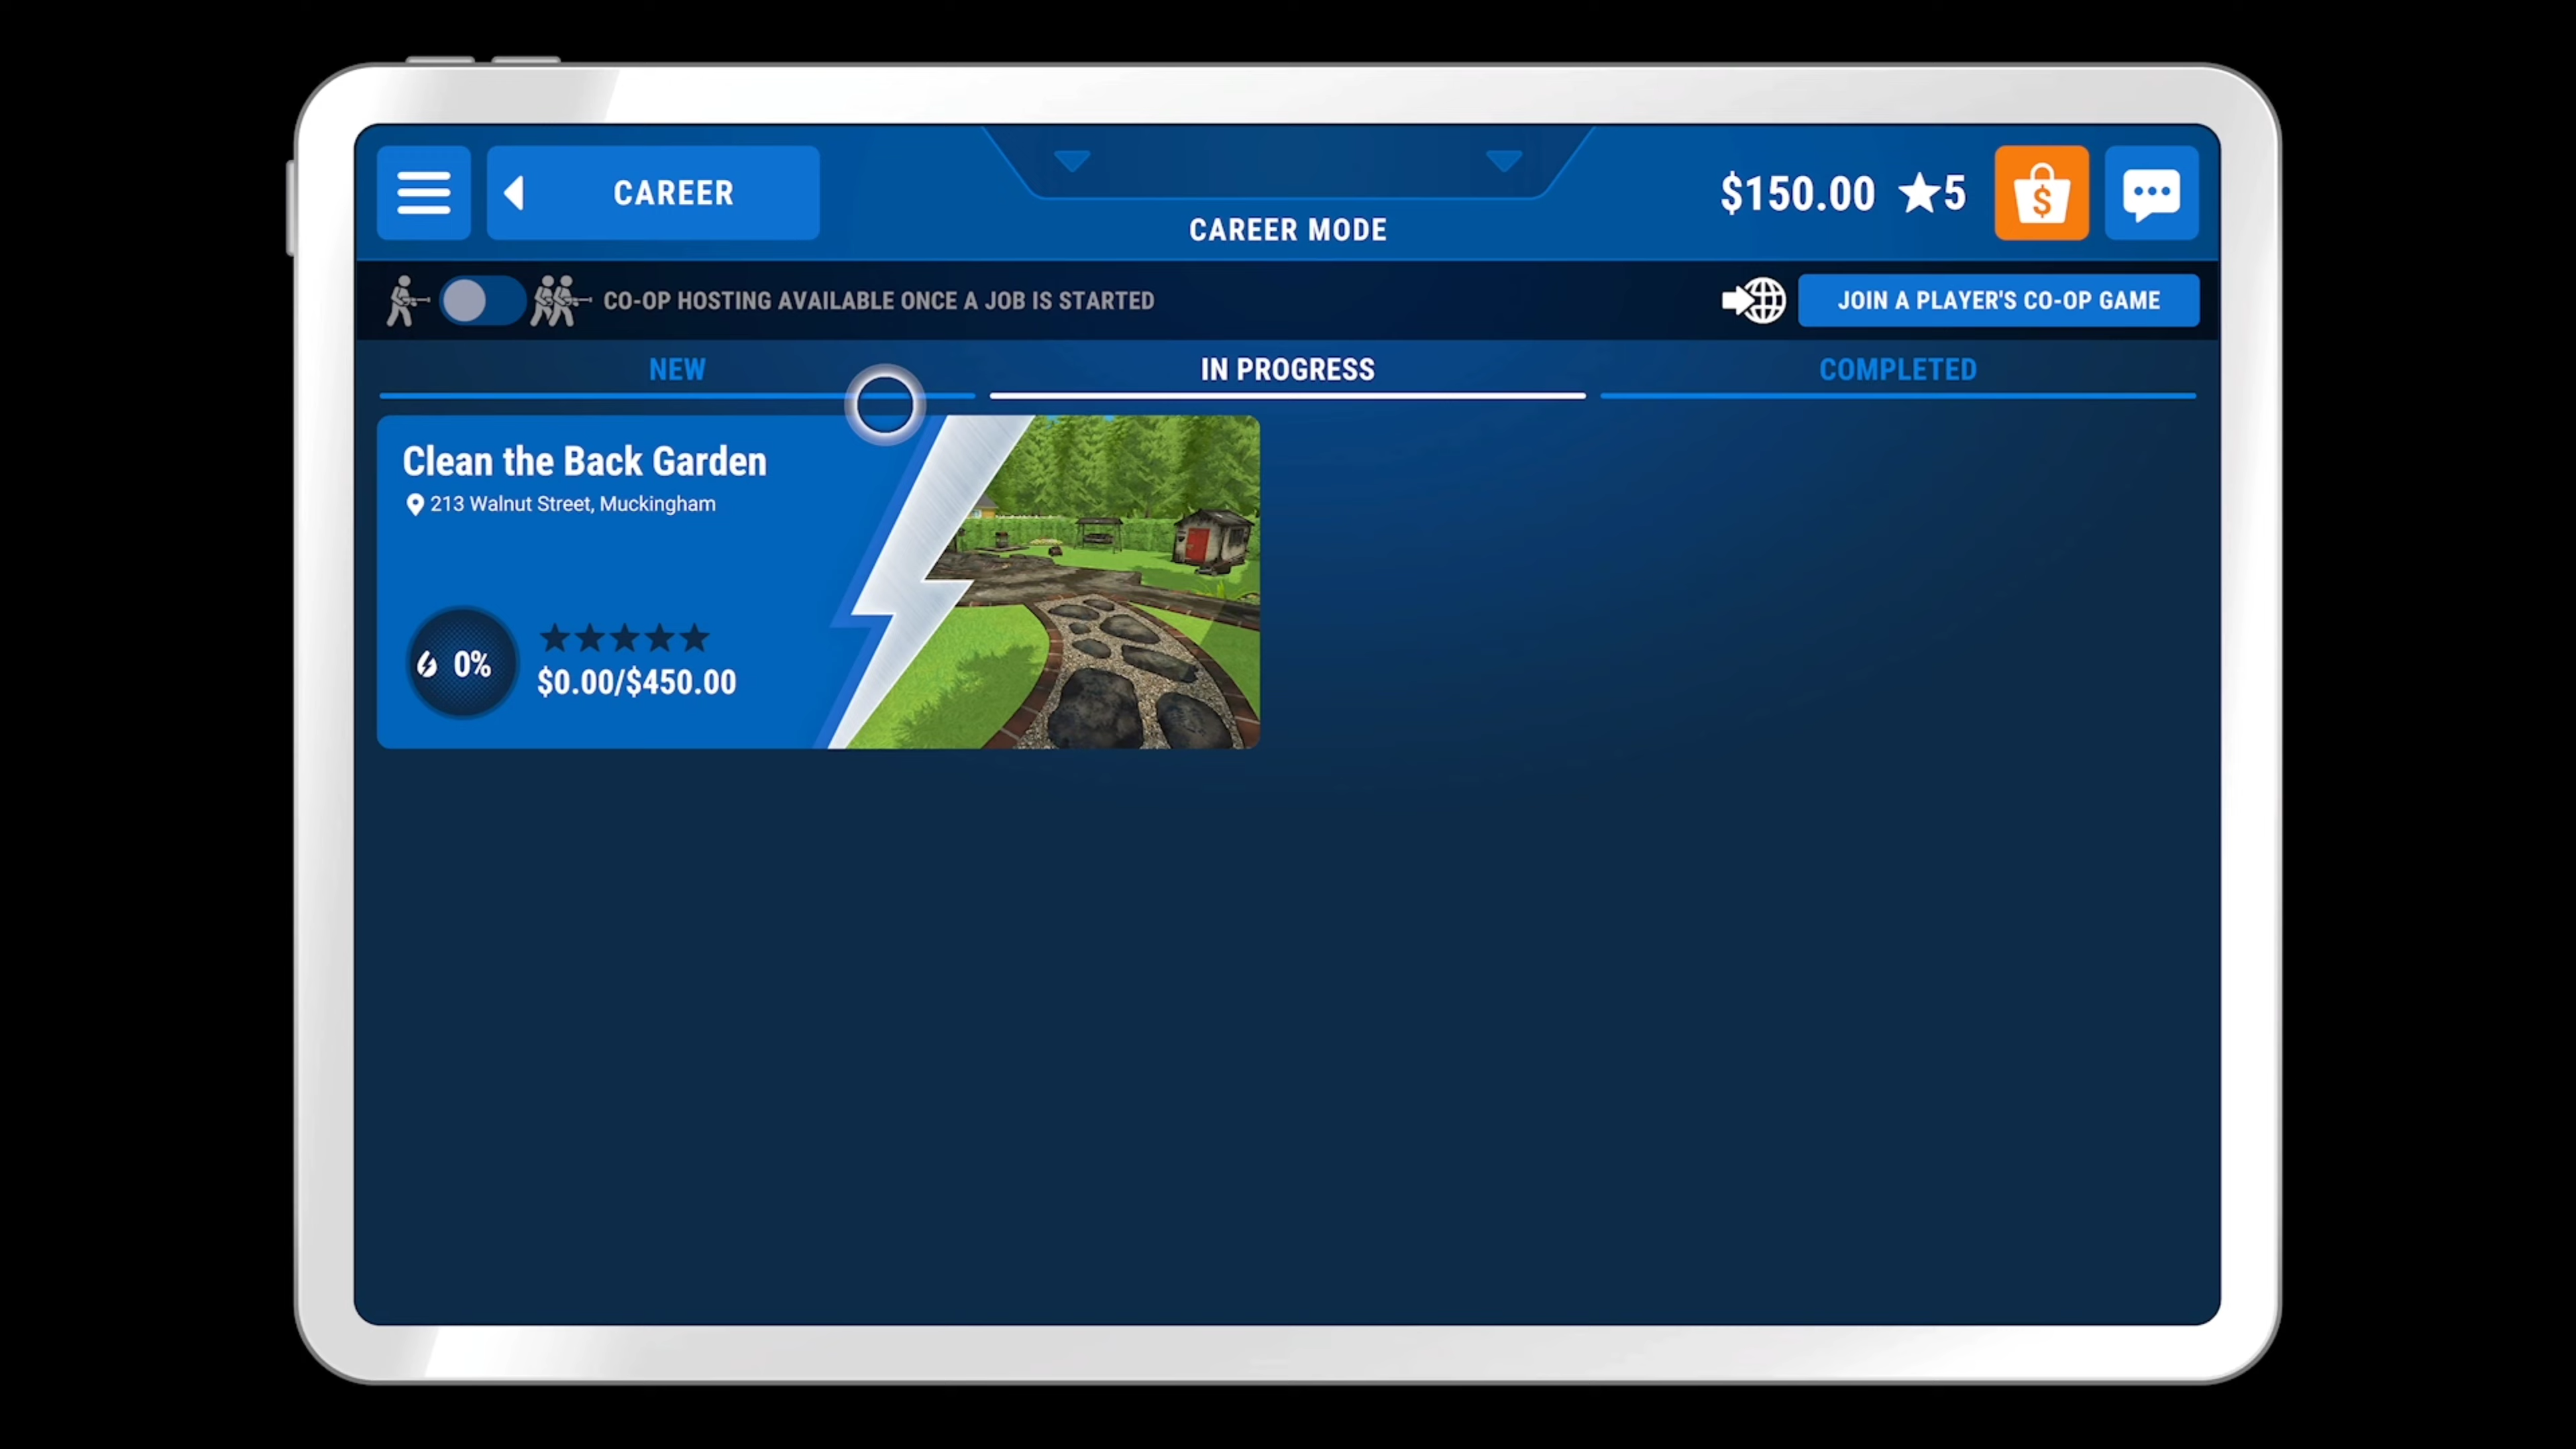 CAREER
CAREER MODE
$150.00 ★5
CO-OP HOSTING AVAILABLE ONCE A JOB IS STARTED
JOIN A PLAYER'S CO-OP GAME
NEW
IN PROGRESS
COMPLETED
Clean the Back Garden
213 Walnut Street, Muckingham
0%
$0.00/$450.00